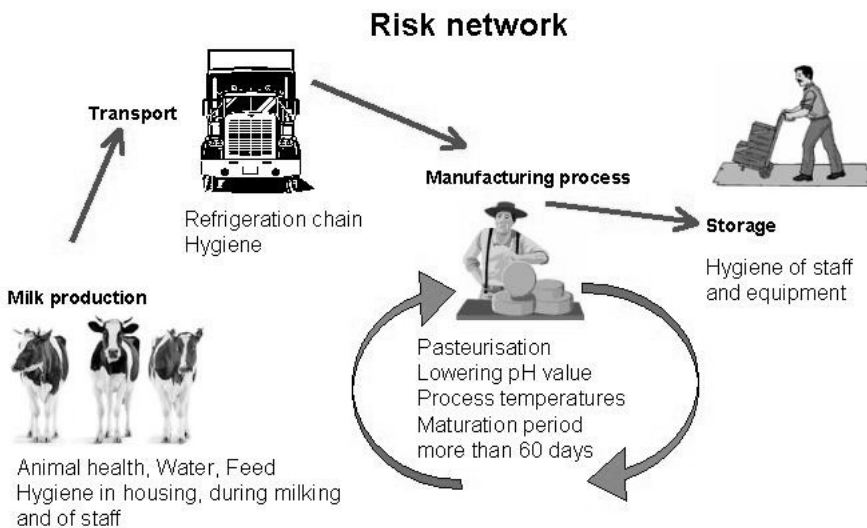 Risk network
Transport
Refrigeration chain
Hygiene
Manufacturing process
Storage
Hygiene of staff
and equipment
Milk production
Pasteurisation
Lowering pH value
Process temperatures
Maturation period
more than 60 days
Animal health, Water, Feed
Hygiene in housing, during milking
and of staff